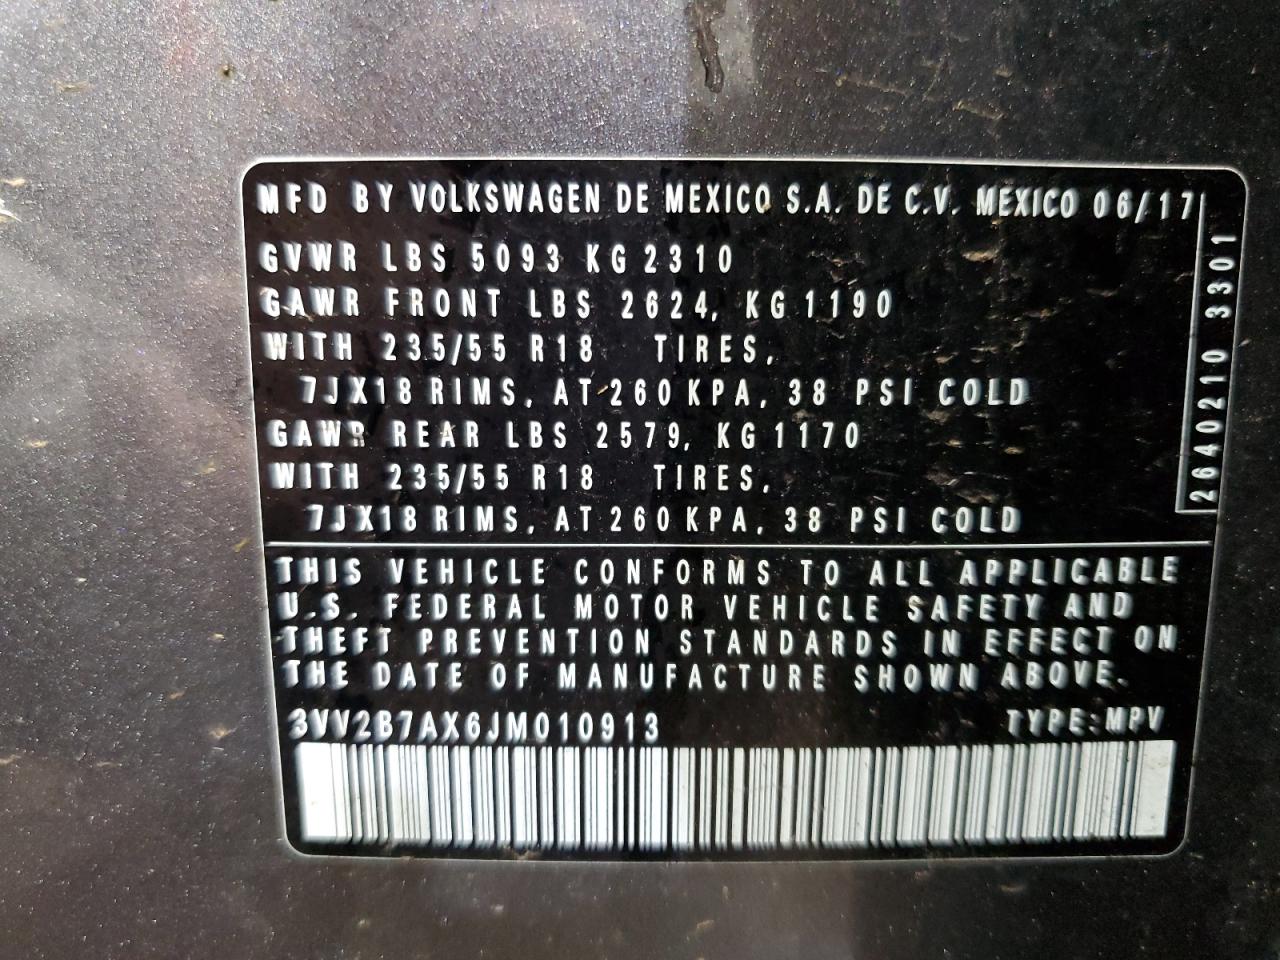 MFD BY VOLKSWAGEN DE MEXICO S.A. DE C.V. MEXICO 06/17
GVWR LBS 5093 KG 2310
GAWR FRONT LBS 2624, KG 1190
WITH 235/55 R18 TIRES,
7JX18 RIMS, AT 260 KPA, 38 PSI COLD
GAWR REAR LBS 2579, KG 1170
WITH 235/55 R18 TIRES,
7JX18 RIMS, AT 260 KPA, 38 PSI COLD
2640210 3301
THIS VEHICLE CONFORMS TO ALL APPLICABLE
U.S. FEDERAL MOTOR VEHICLE SAFETY AND
THEFT PREVENTION STANDARDS IN EFFECT ON
THE DATE OF MANUFACTURE SHOWN ABOVE.
3VV2B7AX6JM010913 TYPE: MPV